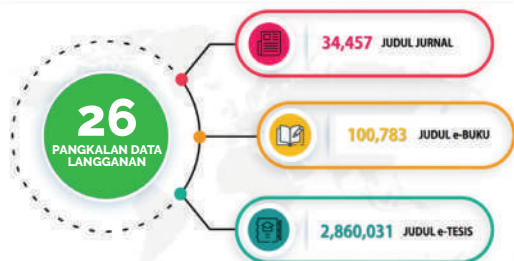 26
PANGKALAN DATA
LANGGANAN
34,457 JUDUL JURNAL
100,783 JUDUL e-BUKU
2,860,031 JUDUL e-TESIS